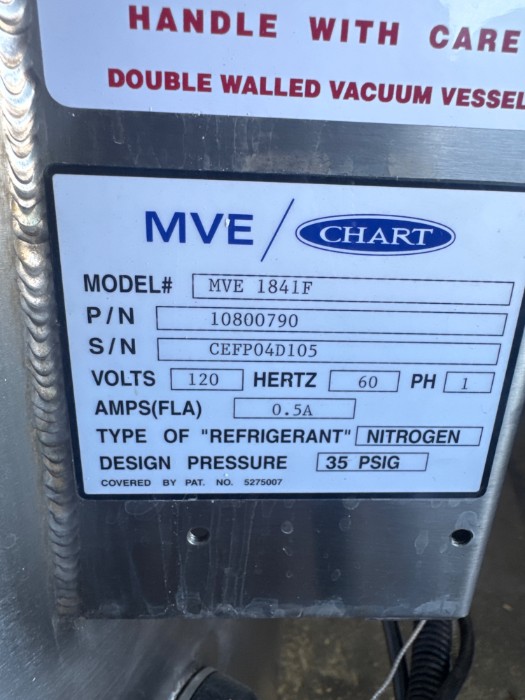 HANDLE WITH CARE
DOUBLE WALLED VACUUM VESSEL
MVE / CHART
MODEL# MVE 1841F
P/N 10800790
S/N CEFP04D105
VOLTS 120 HERTZ 60 PH 1
AMPS(FLA) 0.5A
TYPE OF "REFRIGERANT" NITROGEN
DESIGN PRESSURE 35 PSIG
COVERED BY PAT. NO. 5275007